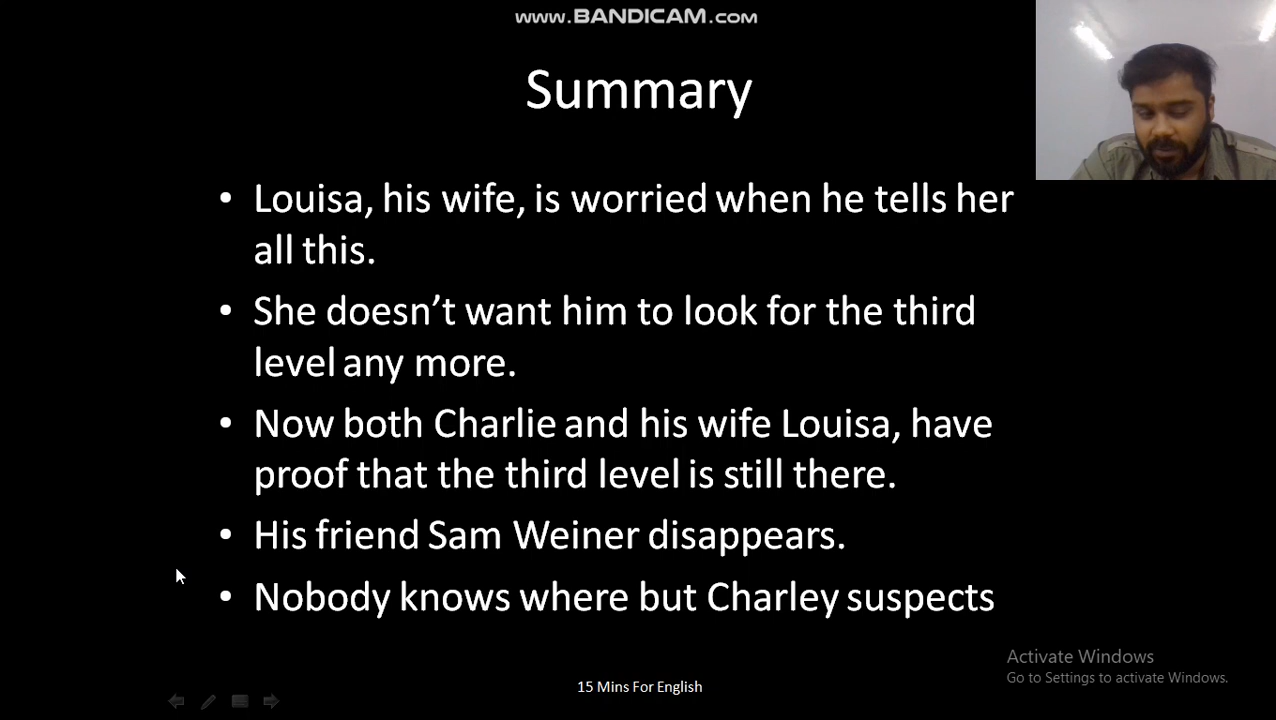 www.BANDICAM.com
Summary
• Louisa, his wife, is worried when he tells her
all this.
• She doesn’t want him to look for the third
level any more.
• Now both Charlie and his wife Louisa, have
proof that the third level is still there.
• His friend Sam Weiner disappears.
• Nobody knows where but Charley suspects
Activate Windows
Go to Settings to activate Windows.
15 Mins For English